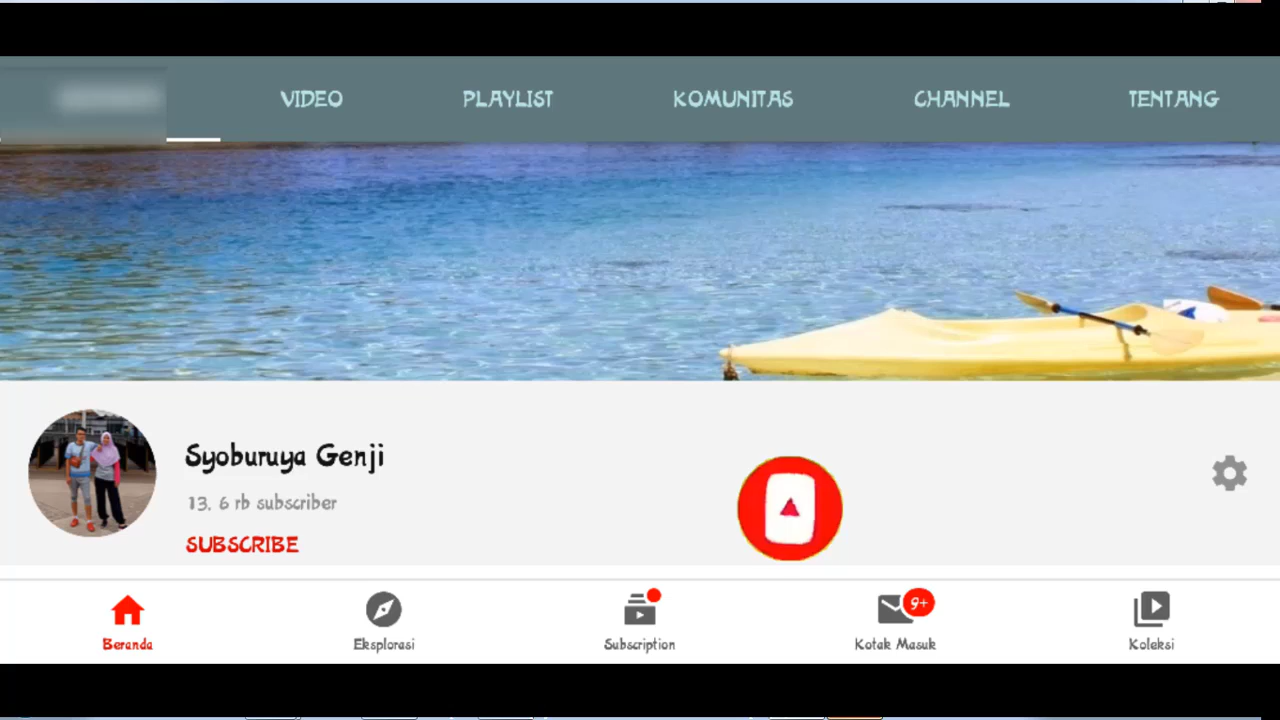 VIDEO PLAYLIST KOMUNITAS CHANNEL TENTANG
Syoburuya Genji
13. 6 rb subscriber
SUBSCRIBE
9+
Beranda Eksplorasi Subscription Kotak Masuk Koleksi